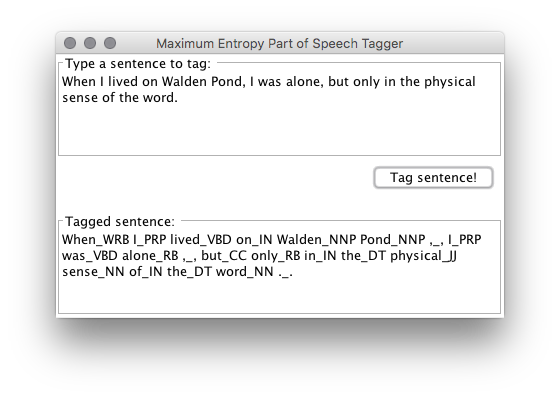 Maximum Entropy Part of Speech Tagger
Type a sentence to tag:
When I lived on Walden Pond, I was alone, but only in the physical
sense of the word.
Tag sentence!
Tagged sentence:
When_WRB I_PRP lived_VBD on_IN Walden_NNP Pond_NNP ,_, I_PRP
was_VBD alone_RB ,_, but_CC only_RB in_IN the_DT physical_JJ
sense_NN of_IN the_DT word_NN ._.